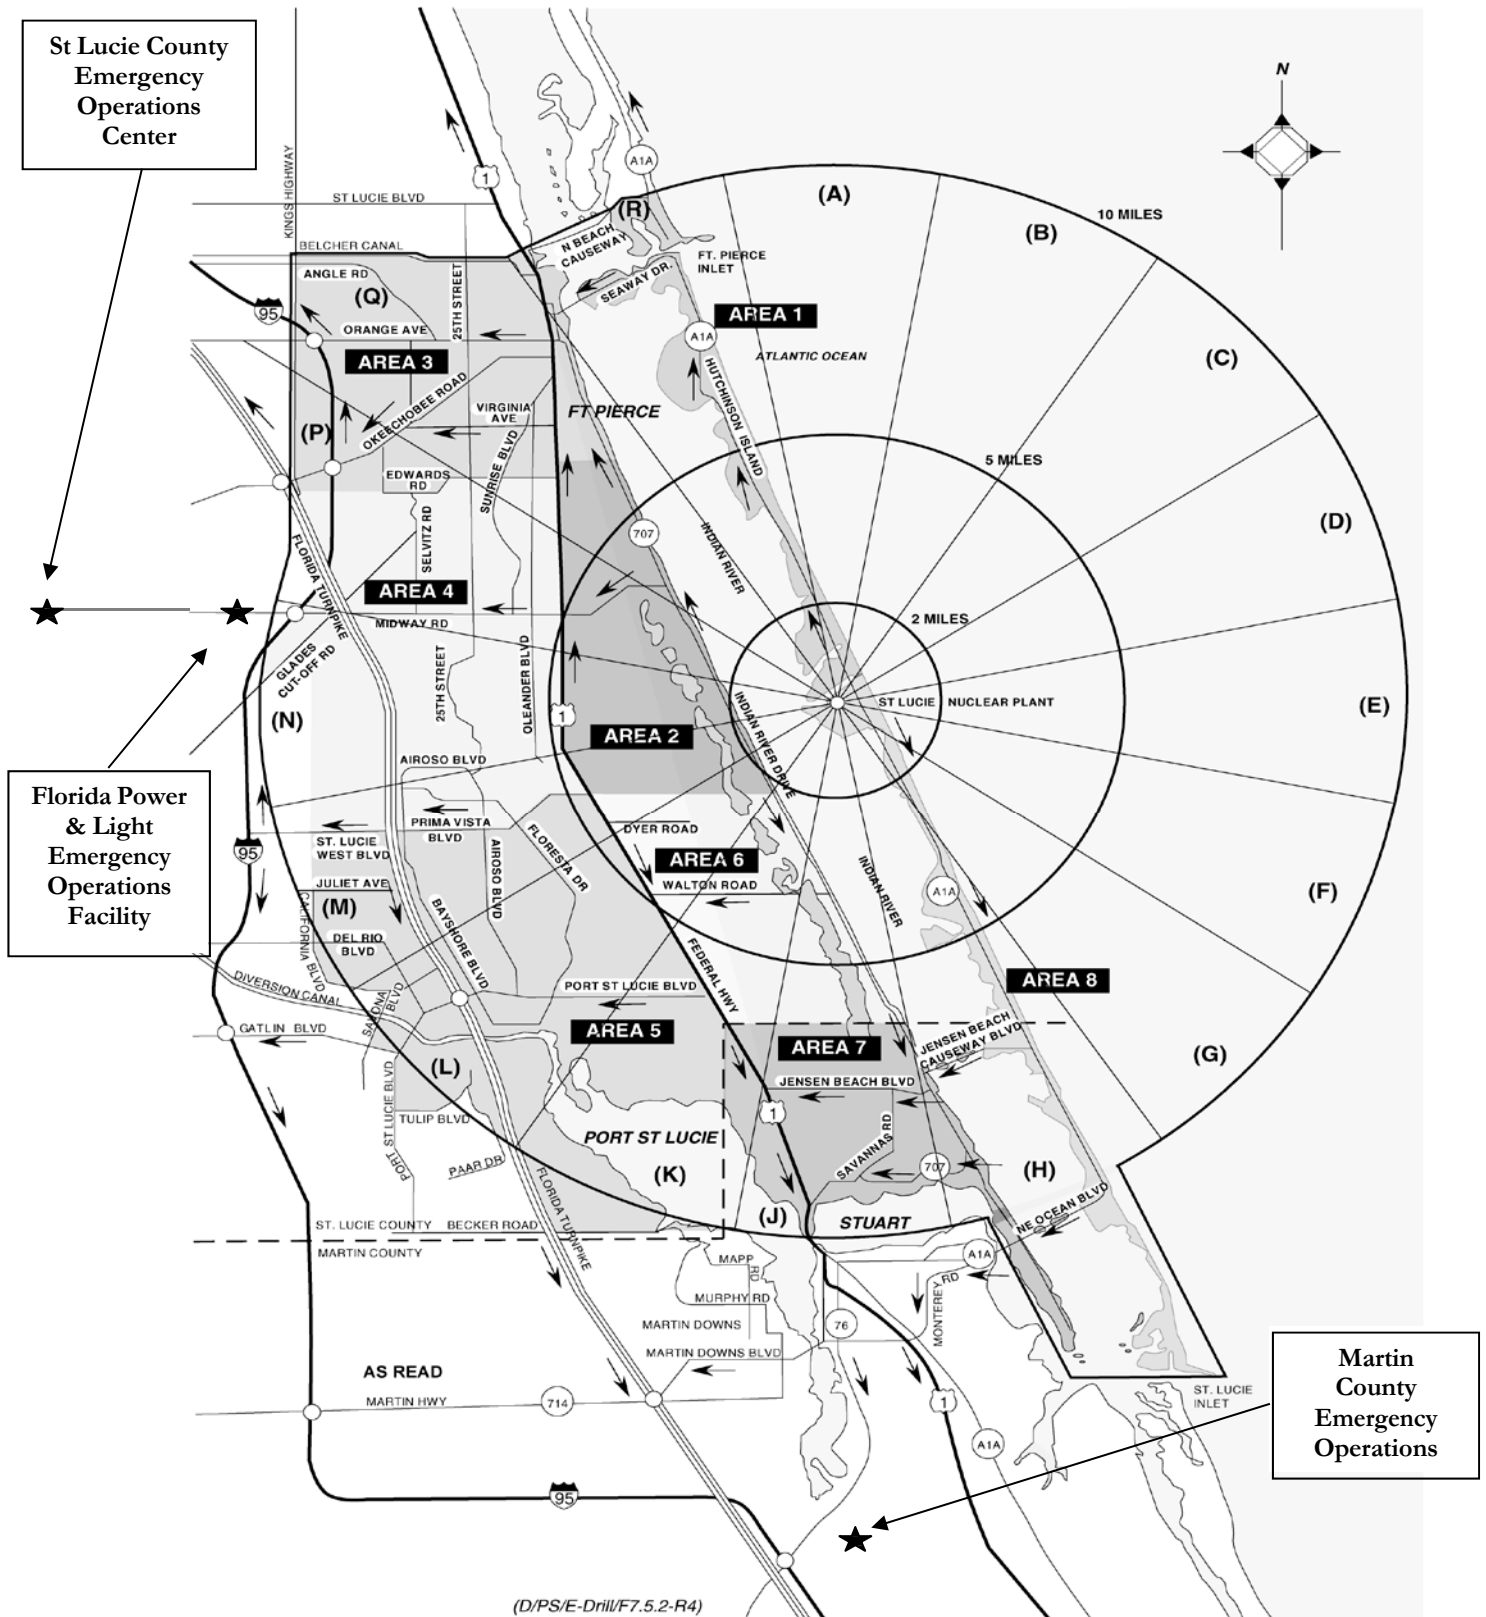 St Lucie County
Emergency
Operations
Center
N
KINGS HIGHWAY
1
A1A
ST LUCIE BLVD
(R)
(A)
(B)
10 MILES
N BEACH
CAUSEWAY
BELCHER CANAL
FT. PIERCE
INLET
ANGLE RD
SEAWAY DR.
(Q)
25TH STREET
95
ORANGE AVE
AREA 1
A1A
ATLANTIC OCEAN
(C)
AREA 3
HUTCHINSON ISLAND
OKEECHOBEE ROAD
VIRGINIA
AVE
FT PIERCE
(P)
SUNRISE BLVD
5 MILES
EDWARDS
RD
SELVITZ RD
707
INDIAN RIVER
(D)
FLORIDA TURNPIKE
AREA 4
MIDWAY RD
2 MILES
GLADES
CUT-OFF RD
25TH STREET
OLEANDER BLVD
1
INDIAN RIVER DRIVE
ST LUCIE NUCLEAR PLANT
(E)
(N)
AREA 2
Florida Power
& Light
Emergency
Operations
Facility
AIROSO BLVD
PRIMA VISTA
BLVD
ST. LUCIE
WEST BLVD
AIROSO BLVD
FLORESTA DR
DYER ROAD
95
AREA 6
WALTON ROAD
INDIAN RIVER
A1A
(F)
JULIET AVE
(M)
CALIFORNIA BLVD
DEL RIO
BLVD
BAYSHORE BLVD
FEDERAL HWY
AREA 8
DIVERSION CANAL
SAVONA
BLVD
PORT ST LUCIE BLVD
AREA 5
GATLIN BLVD
AREA 7
JENSEN BEACH
CAUSEWAY BLVD
(G)
(L)
JENSEN BEACH BLVD
PORT ST LUCIE BLVD
TULIP BLVD
1
SAVANNAS RD
PORT ST LUCIE
PAAR DR
(K)
707
(H)
FLORIDA TURNPIKE
(J)
STUART
NE OCEAN BLVD
ST. LUCIE COUNTY
BECKER ROAD
MARTIN COUNTY
A1A
MAPP
RD
MONTEREY RD
MURPHY RD
MARTIN DOWNS
76
MARTIN DOWNS BLVD
AS READ
MARTIN HWY
714
1
ST. LUCIE
INLET
Martin
County
Emergency
Operations
A1A
95
(D/PS/E-Drill/F7.5.2-R4)